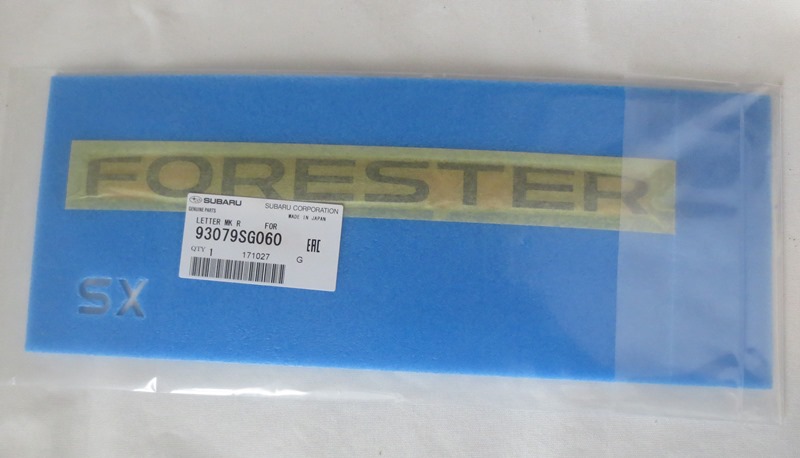 FORESTER
SUBARU
SUBARU CORPORATION
GENUINE PARTS
MADE IN JAPAN
LETTER MK R FOR
93079SG060
EAC
QTY 1
171027
G
SX